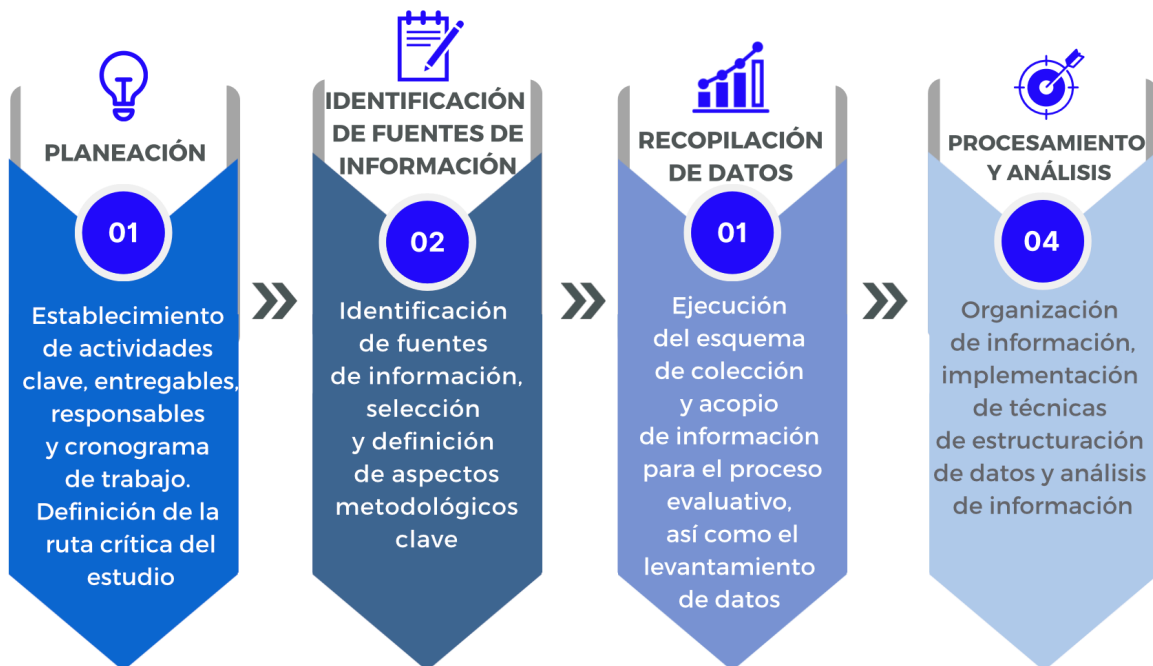 PLANEACIÓN
01
Establecimiento
de actividades
clave, entregables,
responsables
y cronograma
de trabajo.
Definición de la
ruta crítica del
estudio
IDENTIFICACIÓN
DE FUENTES DE
INFORMACIÓN
02
Identificación
de fuentes
de información,
selección
y definición
de aspectos
metodológicos
clave
RECOPILACIÓN
DE DATOS
01
Ejecución
del esquema
de colección
y acopio
de información
para el proceso
evaluativo,
así como el
levantamiento
de datos
PROCESAMIENTO
Y ANÁLISIS
04
Organización
de información,
implementación
de técnicas
de estructuración
de datos y análisis
de información